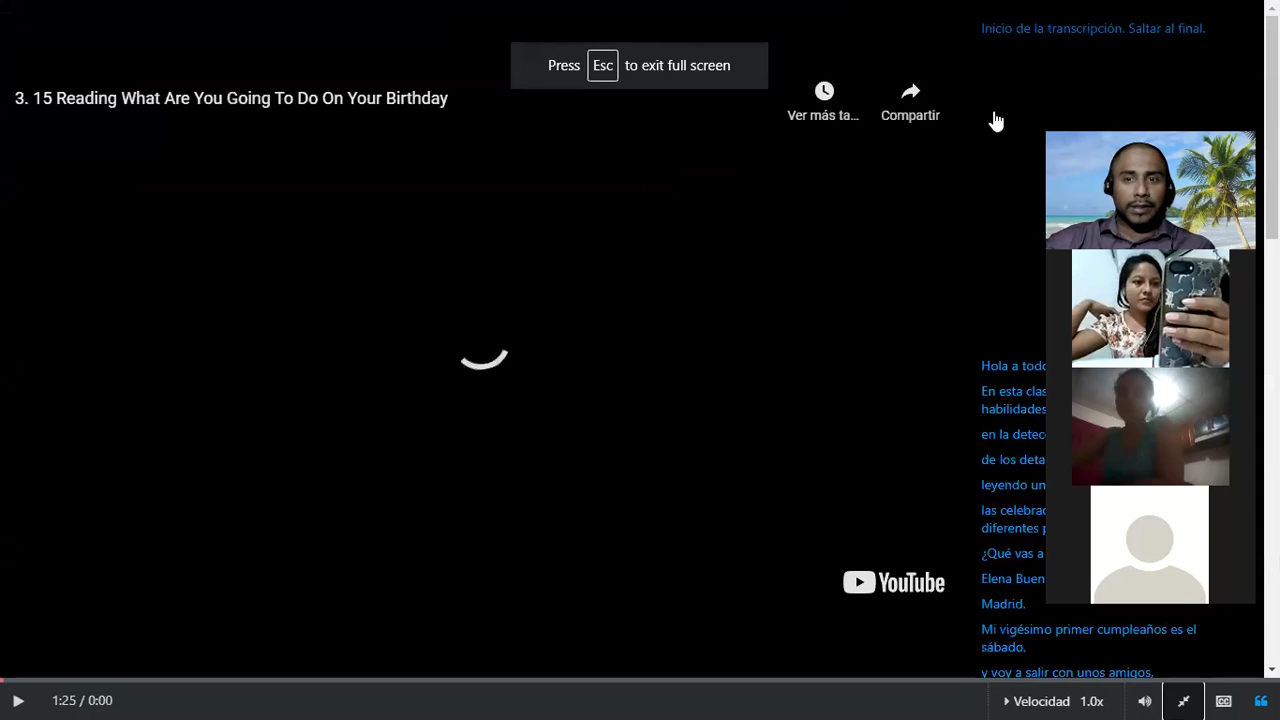 Inicio de la transcripción. Saltar al final.
Press Esc to exit full screen
3. 15 Reading What Are You Going To Do On Your Birthday
Ver más ta...
Compartir
Hola a todo
En esta clas
habilidades
en la detec
de los deta
leyendo un
las celebrac
diferentes p
¿Qué vas a
Elena Buen
Madrid.
Mi vigésimo primer cumpleaños es el
sábado,
y voy a salir con unos amigos,
YouTube
1:25 / 0:00
Velocidad 1.0x
CC